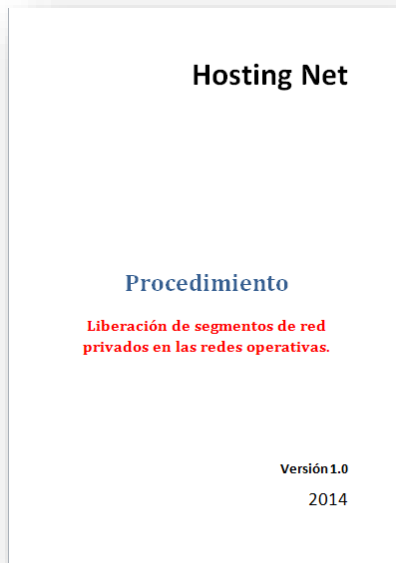 Hosting Net
Procedimiento
Liberación de segmentos de red
privados en las redes operativas.
Versión 1.0
2014